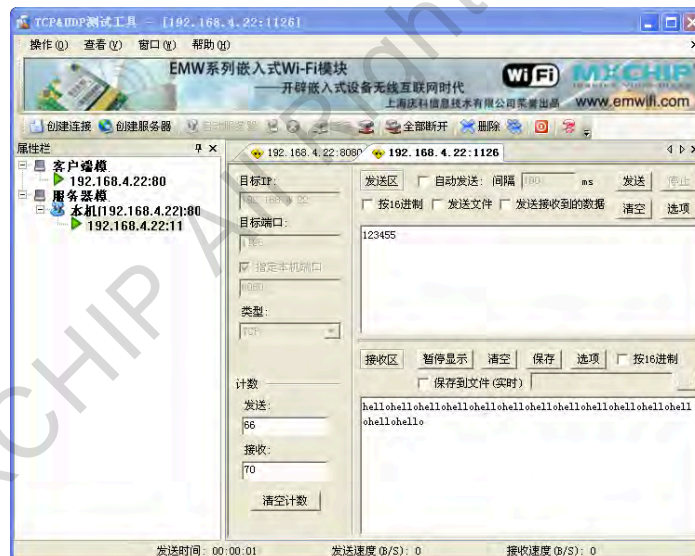 TCP&UDP测试工具 - [192.168.4.22:1126]
操作(O) 查看(V) 窗口(W) 帮助(H)
EMW系列嵌入式Wi-Fi模块
——开辟嵌入式设备无线互联网时代
上海庆科信息技术有限公司荣誉出品
WiFi
MXCHIP
www.emwifi.com
创建连接 创建服务器 全部断开 删除
属性栏
客户端模
192.168.4.22:80
服务器模
本机(192.168.4.22):80
192.168.4.22:11
192.168.4.22:8080 192.168.4.22:1126
目标IP:
192.168.4.22
目标端口:
指定本机端口
8080
类型:
TCP
计数
发送:
66
接收:
70
清空计数
发送区 自动发送: 间隔 100 ms 发送 停止
按16进制 发送文件 发送接收到的数据 清空 选项
123455
接收区 暂停显示 清空 保存 选项 按16进制
保存到文件(实时)
hellohellohellohellohellohellohellohellohellohellohellohell
ohellohello
发送时间: 00:00:01 发送速度(B/S): 0 接收速度(B/S): 0
XCHIP All Right